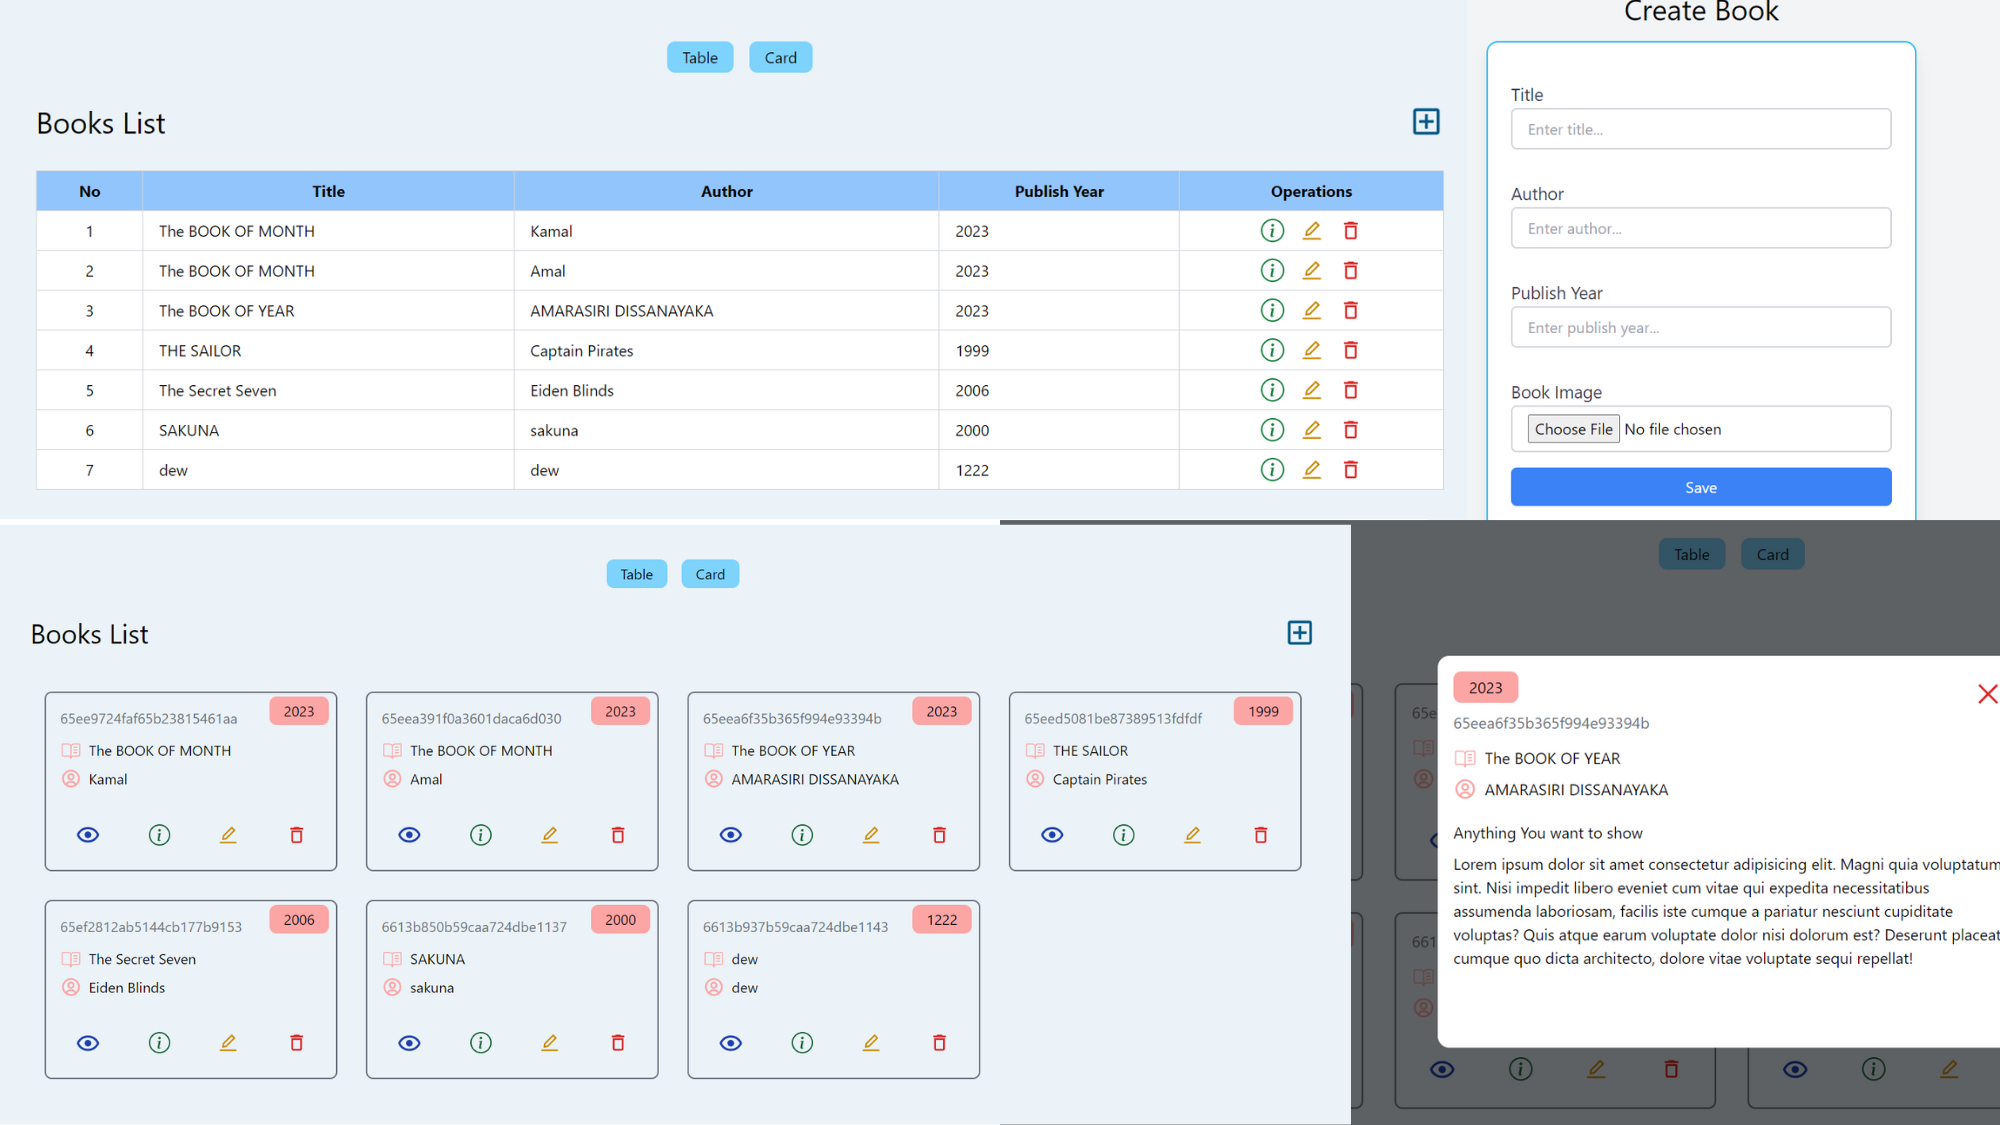 Table Card
Books List
No Title Author Publish Year Operations
1 The BOOK OF MONTH Kamal 2023
2 The BOOK OF MONTH Amal 2023
3 The BOOK OF YEAR AMARASIRI DISSANAYAKA 2023
4 THE SAILOR Captain Pirates 1999
5 The Secret Seven Eiden Blinds 2006
6 SAKUNA sakuna 2000
7 dew dew 1222
Create Book
Title
Enter title...
Author
Enter author...
Publish Year
Enter publish year...
Book Image
Choose File No file chosen
Save
Table Card
Books List
65ee9724faf65b23815461aa 2023
The BOOK OF MONTH
Kamal
65eea391f0a3601daca6d030 2023
The BOOK OF MONTH
Amal
65eea6f35b365f994e93394b 2023
The BOOK OF YEAR
AMARASIRI DISSANAYAKA
65eed5081be87389513fdfdf 1999
THE SAILOR
Captain Pirates
65ef2812ab5144cb177b9153 2006
The Secret Seven
Eiden Blinds
6613b850b59caa724dbe1137 2000
SAKUNA
sakuna
6613b937b59caa724dbe1143 1222
dew
dew
Table Card
65e
661
2023
65eea6f35b365f994e93394b
The BOOK OF YEAR
AMARASIRI DISSANAYAKA
Anything You want to show
Lorem ipsum dolor sit amet consectetur adipisicing elit. Magni quia voluptatum
sint. Nisi impedit libero eveniet cum vitae qui expedita necessitatibus
assumenda laboriosam, facilis iste cumque a pariatur nesciunt cupiditate
voluptas? Quis atque earum voluptate dolor nisi dolorum est? Deserunt placeat
cumque quo dicta architecto, dolore vitae voluptate sequi repellat!